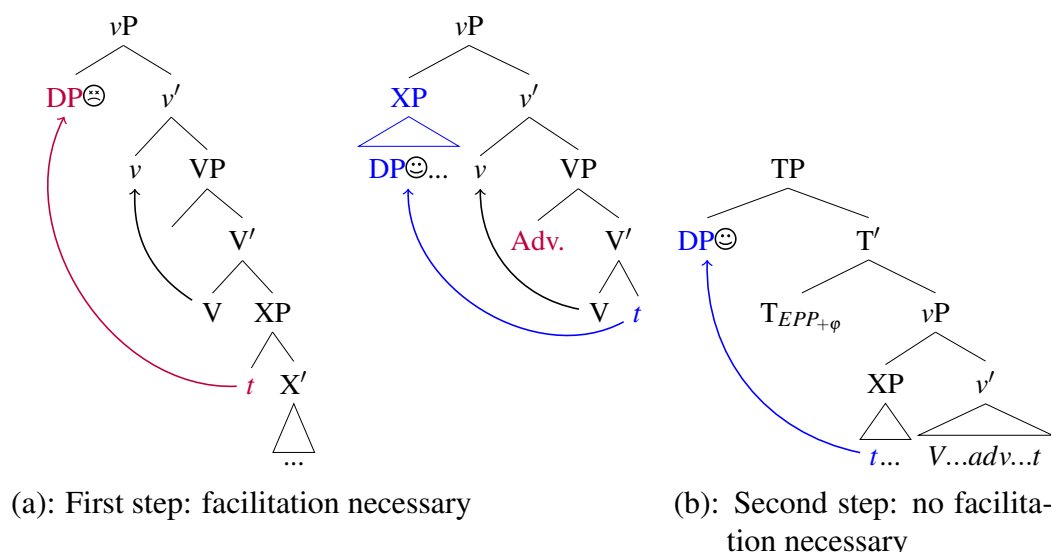 vP
vP
DP☹ v′
XP v′
v VP
DP☺... v VP
TP
V′
Adv. V′
DP☺ T′
V XP
V t
T_EPP+φ vP
t X′
XP v′
...
t... V...adv...t
(a): First step: facilitation necessary
(b): Second step: no facilita-
tion necessary